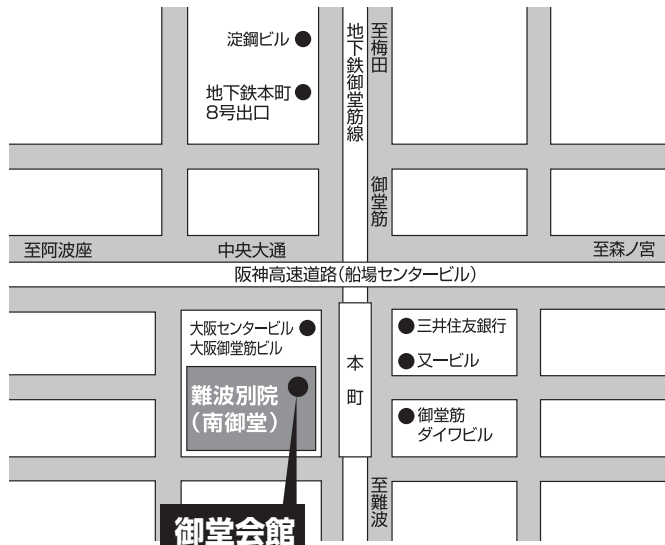 淀鋼ビル
地下鉄本町
8号出口
地下鉄御堂筋線
至梅田
御堂筋
至阿波座
中央大通
至森ノ宮
阪神高速道路(船場センタービル)
大阪センタービル
大阪御堂筋ビル
難波別院
(南御堂)
御堂会館
本町
三井住友銀行
又一ビル
御堂筋
ダイワビル
至難波